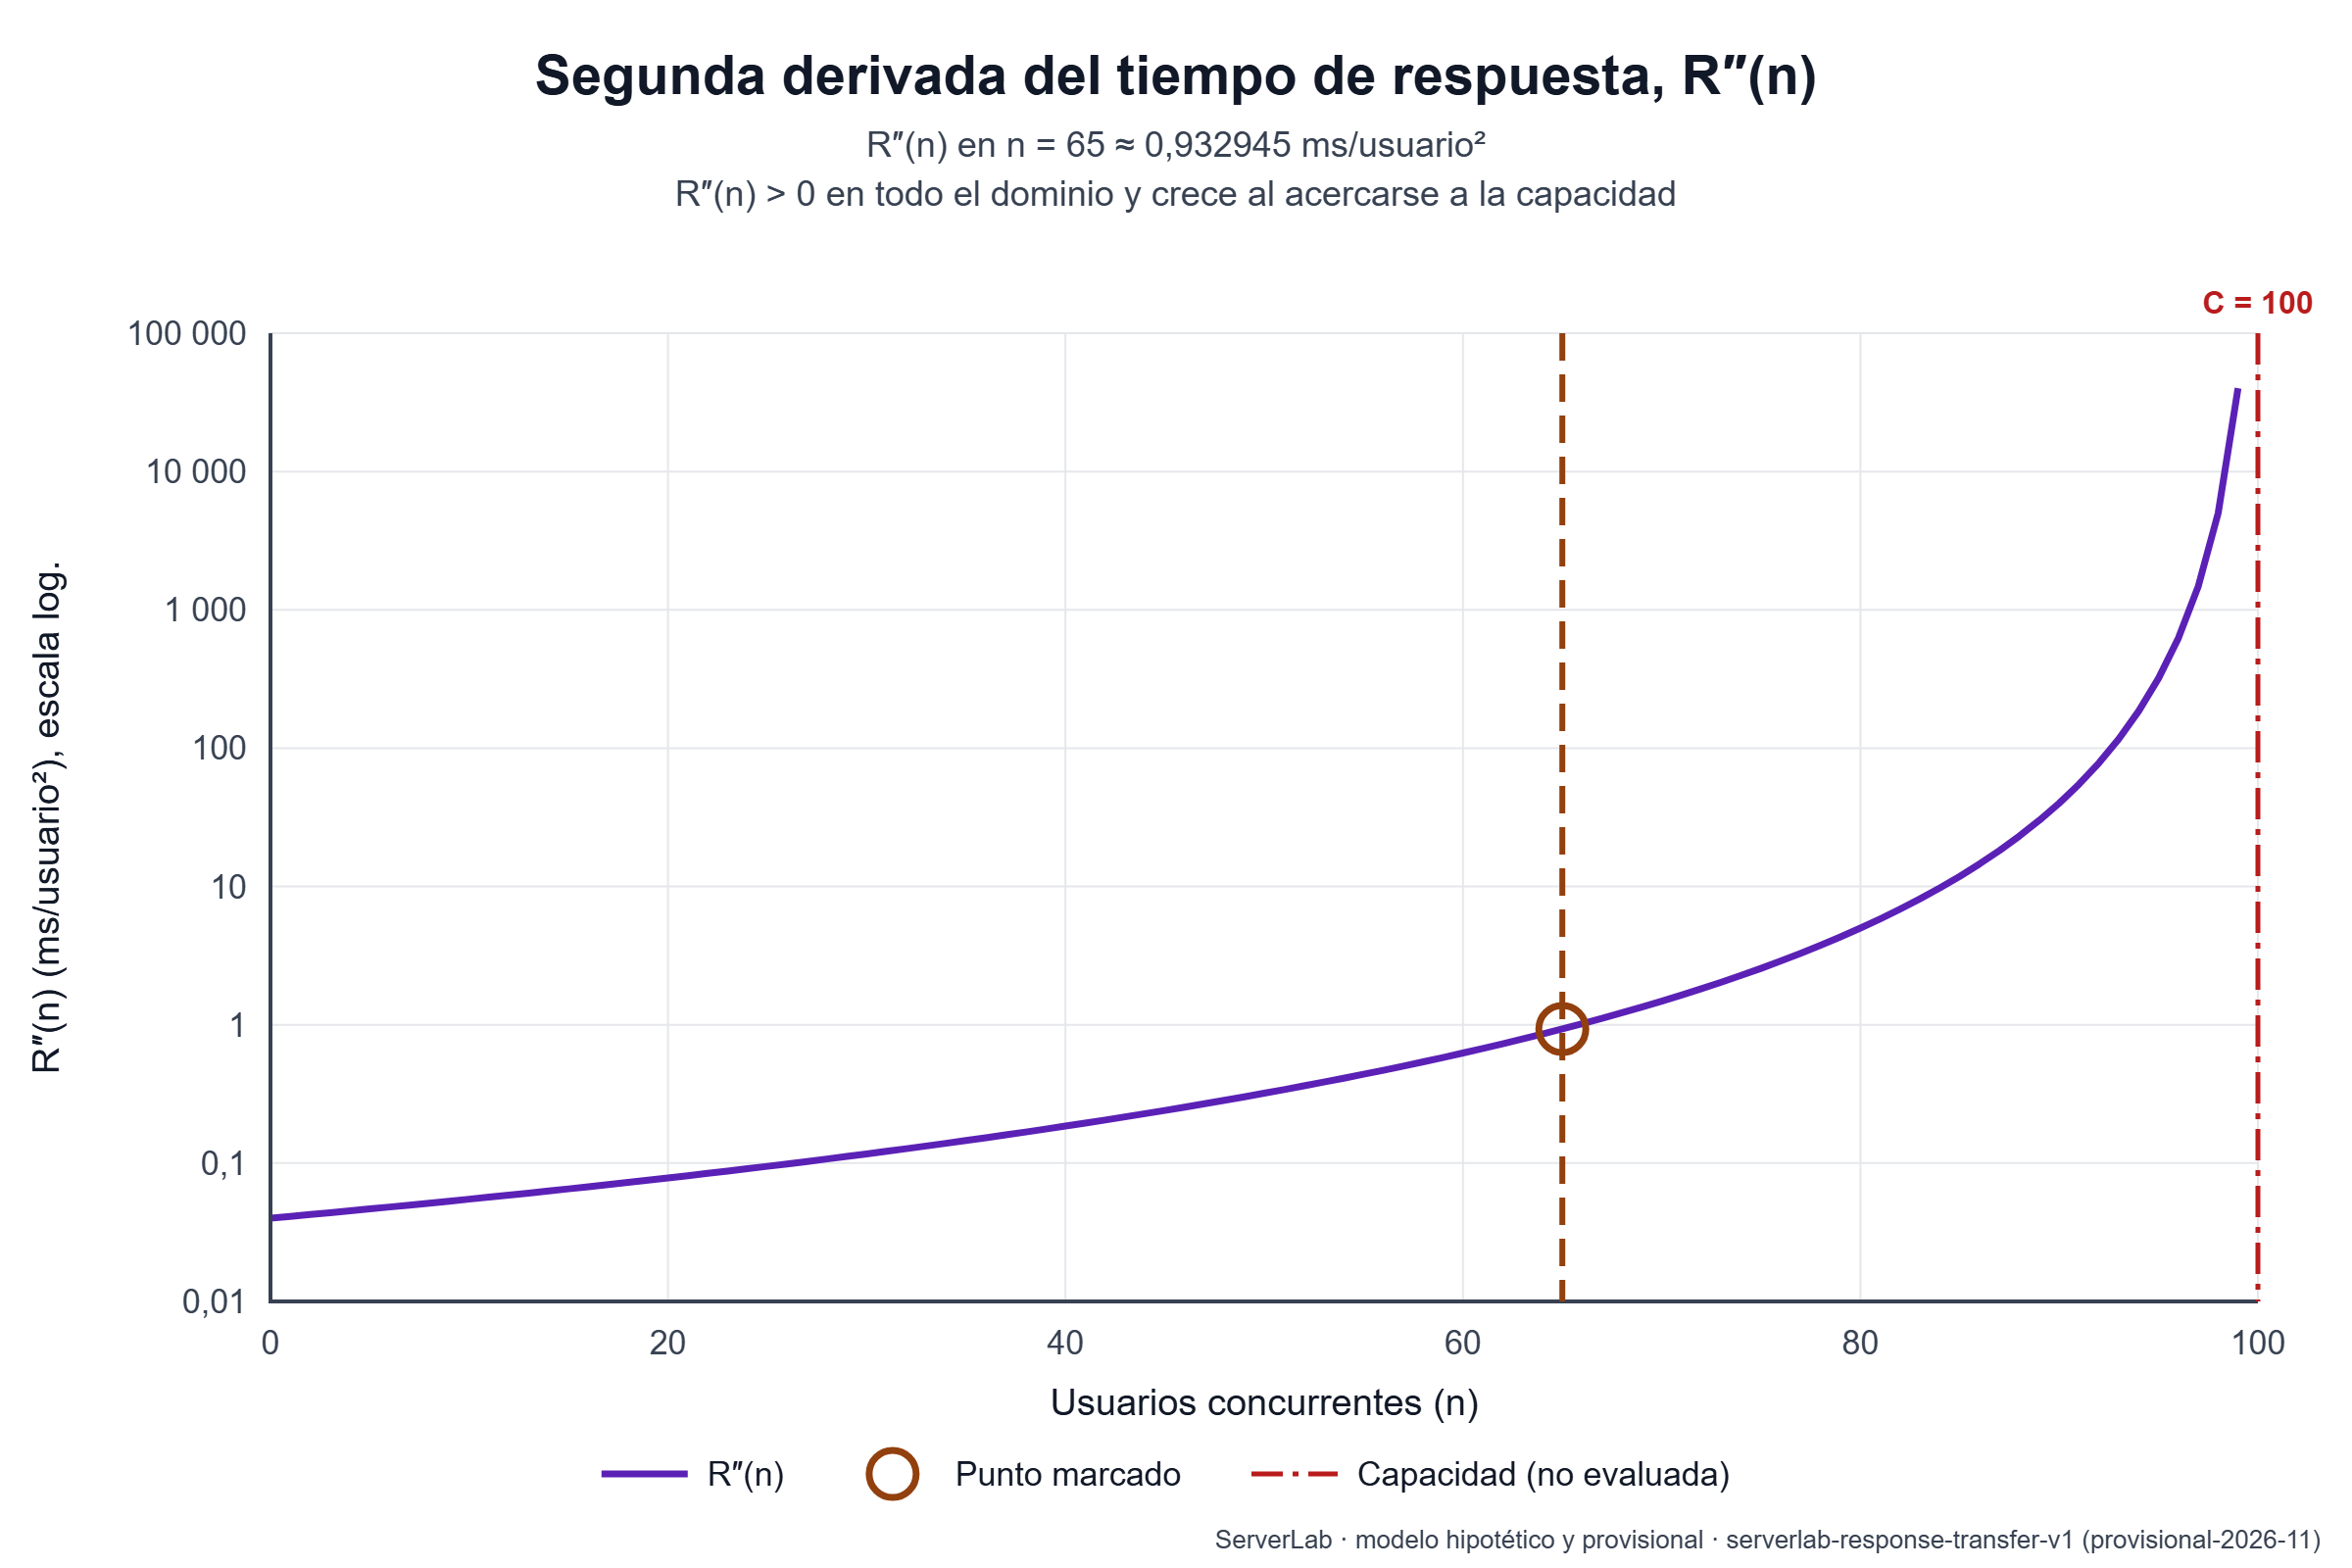 Segunda derivada del tiempo de respuesta, R″(n)
R″(n) en n = 65 ≈ 0,932945 ms/usuario²
R″(n) > 0 en todo el dominio y crece al acercarse a la capacidad
C = 100
100 000
10 000
1 000
100
10
1
0,1
0,01
R″(n) (ms/usuario²), escala log.
0
20
40
60
80
100
Usuarios concurrentes (n)
R″(n)
Punto marcado
Capacidad (no evaluada)
ServerLab · modelo hipotético y provisional · serverlab-response-transfer-v1 (provisional-2026-11)